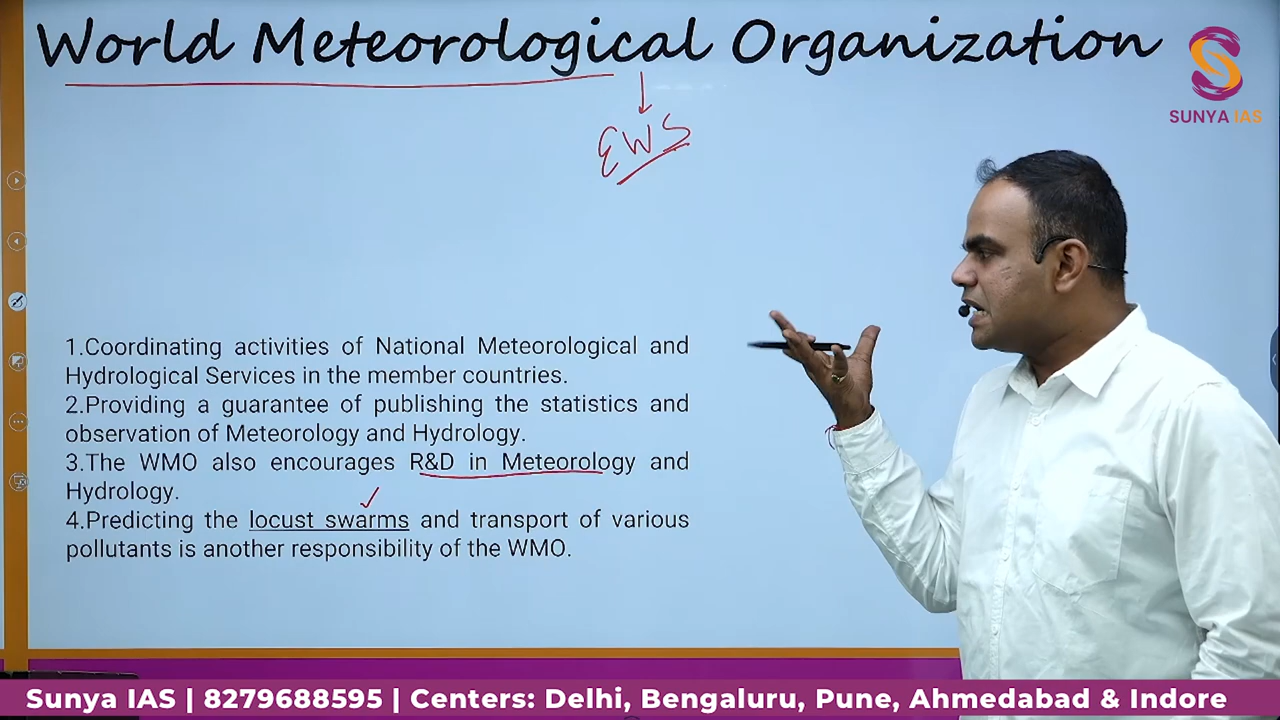 World Meteorological Organization
SUNYA IAS
EWS
1.Coordinating activities of National Meteorological and
Hydrological Services in the member countries.
2.Providing a guarantee of publishing the statistics and
observation of Meteorology and Hydrology.
3.The WMO also encourages R&D in Meteorology and
Hydrology.
4.Predicting the locust swarms and transport of various
pollutants is another responsibility of the WMO.
Sunya IAS | 8279688595 | Centers: Delhi, Bengaluru, Pune, Ahmedabad & Indore